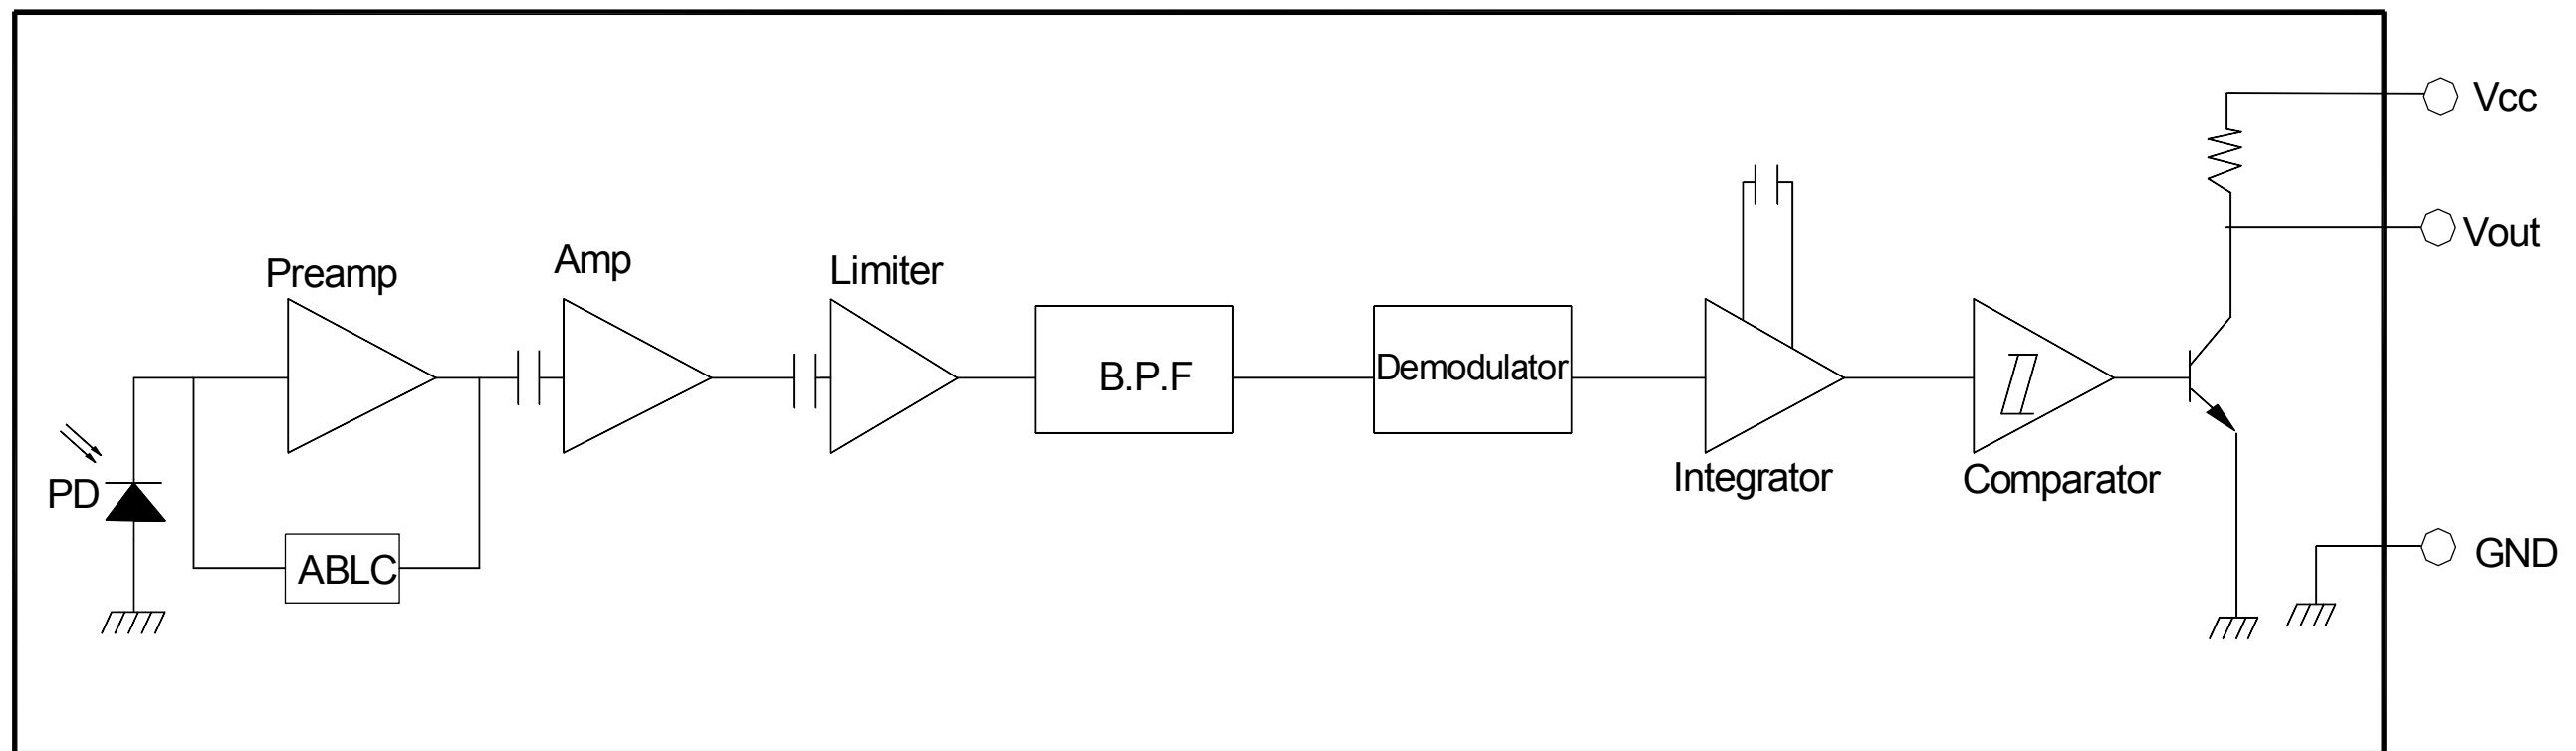 Vcc
Vout
Amp
Preamp
Limiter
B.P.F
Demodulator
Integrator
Comparator
PD
ABLC
GND